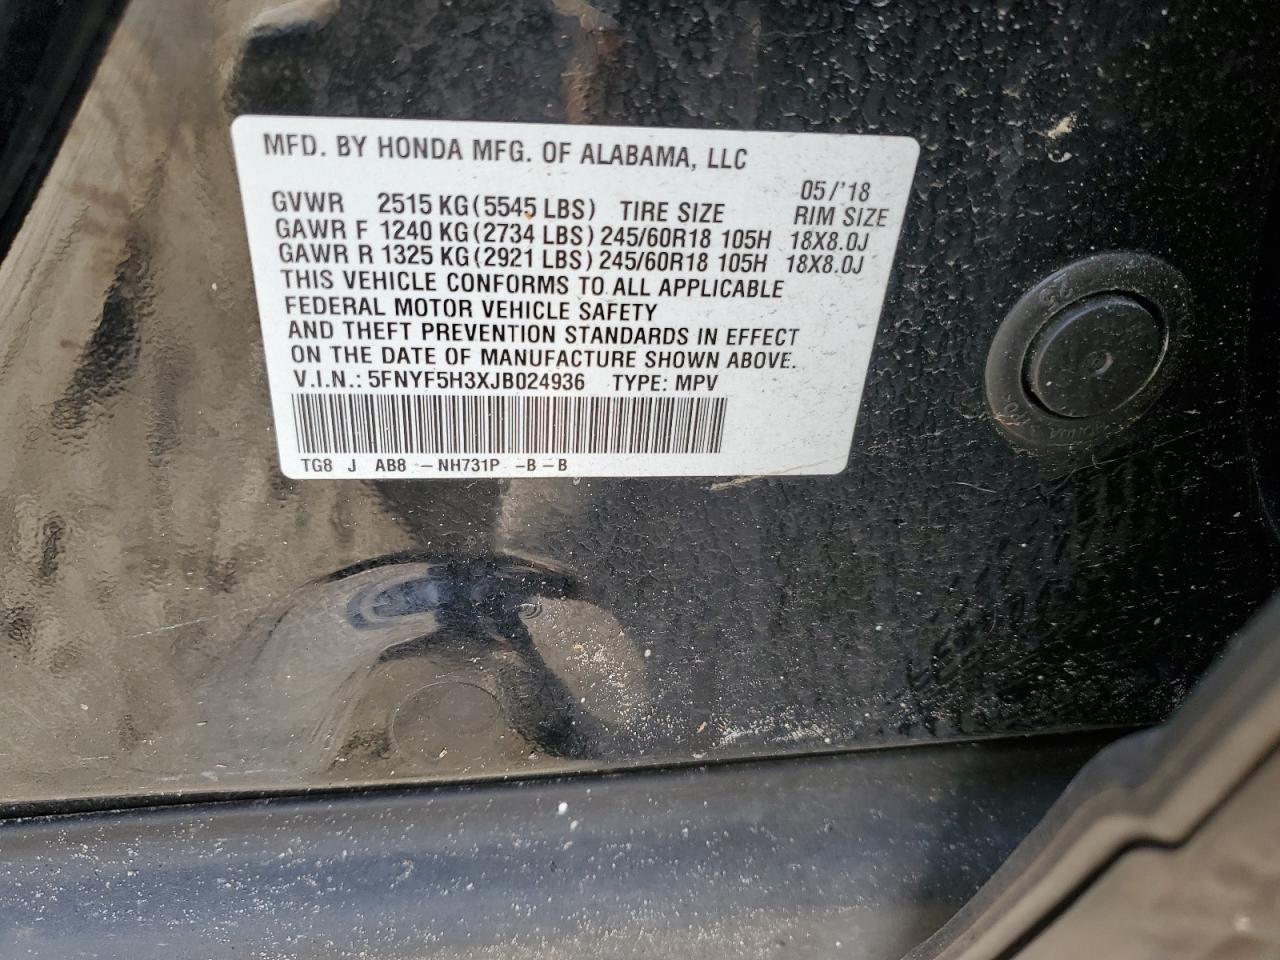 MFD. BY HONDA MFG. OF ALABAMA, LLC
05/'18
GVWR 2515 KG(5545 LBS) TIRE SIZE RIM SIZE
GAWR F 1240 KG(2734 LBS) 245/60R18 105H 18X8.0J
GAWR R 1325 KG(2921 LBS) 245/60R18 105H 18X8.0J
THIS VEHICLE CONFORMS TO ALL APPLICABLE
FEDERAL MOTOR VEHICLE SAFETY
AND THEFT PREVENTION STANDARDS IN EFFECT
ON THE DATE OF MANUFACTURE SHOWN ABOVE.
V.I.N.: 5FNYF5H3XJB024936 TYPE: MPV
TG8 J AB8 -NH731P -B-B